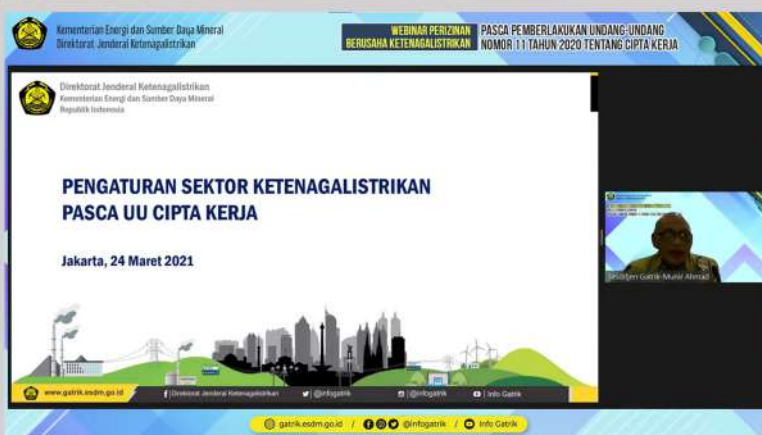 Kementerian Energi dan Sumber Daya Mineral
Direktorat Jenderal Ketenagalistrikan
WEBINAR PERIZINAN
BERUSAHA KETENAGALISTRIKAN
PASCA PEMBERLAKUKAN UNDANG-UNDANG
NOMOR 11 TAHUN 2020 TENTANG CIPTA KERJA
Direktorat Jenderal Ketenagalistrikan
Kementerian Energi dan Sumber Daya Mineral
Republik Indonesia
PENGATURAN SEKTOR KETENAGALISTRIKAN
PASCA UU CIPTA KERJA
Jakarta, 24 Maret 2021
Gatrik-Munir Ahmad
www.gatrik.esdm.go.id
Direktorat Jenderal Ketenagalistrikan
@infogatrik
@infogatrik
Info Gatrik
gatrik.esdm.go.id / @infogatrik / Info Gatrik